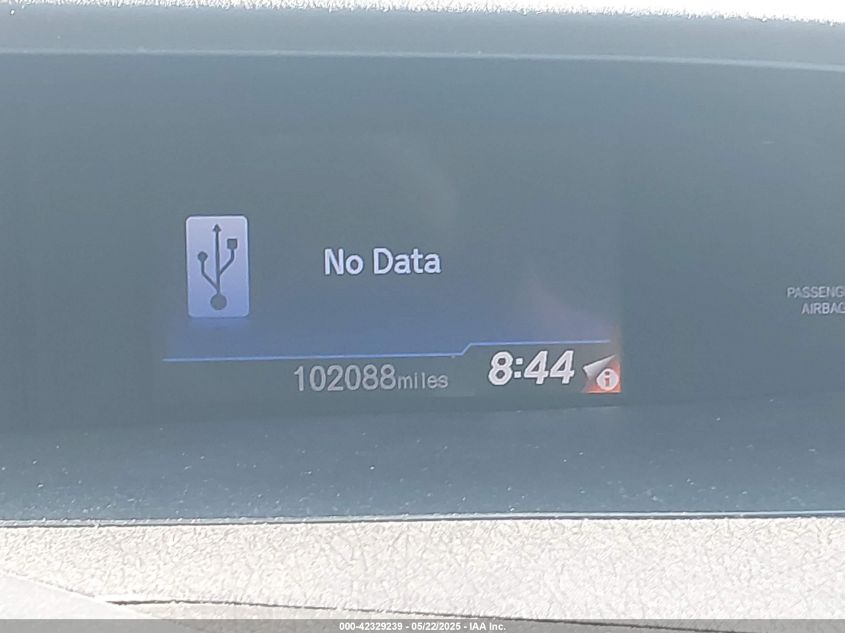 No Data
PASSENG
AIRBAG
102088miles
8:44
000-42329239 - 05/22/2025 - IAA Inc.